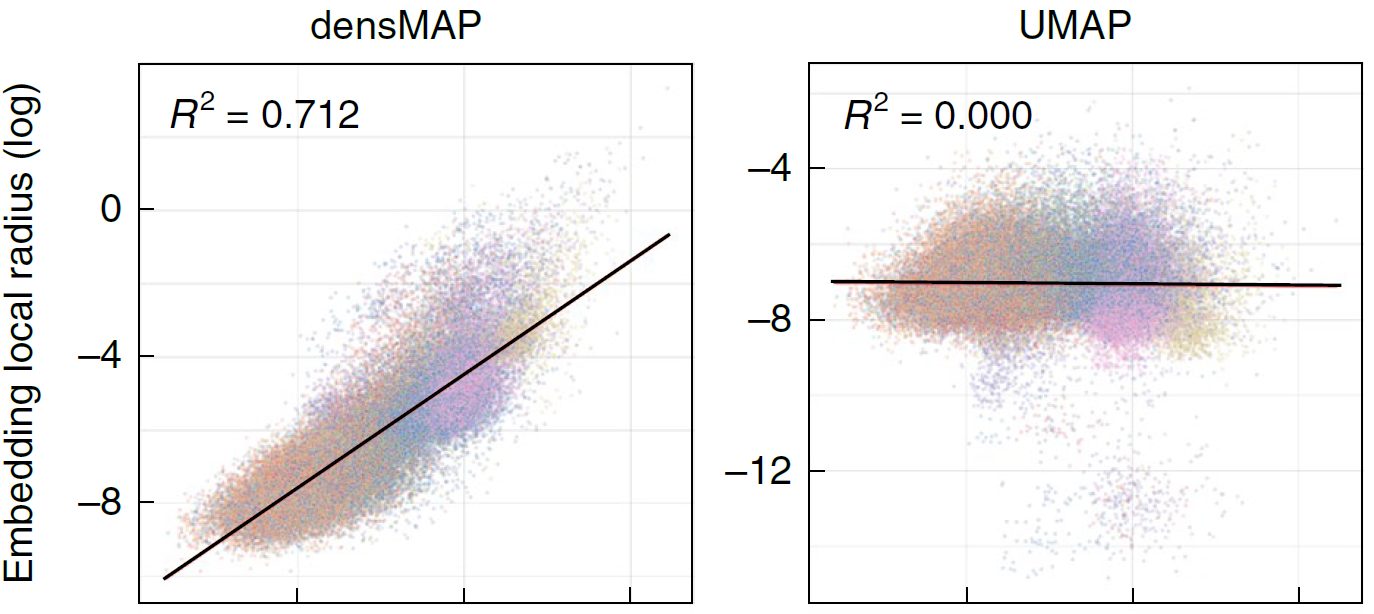 densMAP
UMAP
Embedding local radius (log)
R² = 0.712
0
−4
−8
R² = 0.000
−4
−8
−12